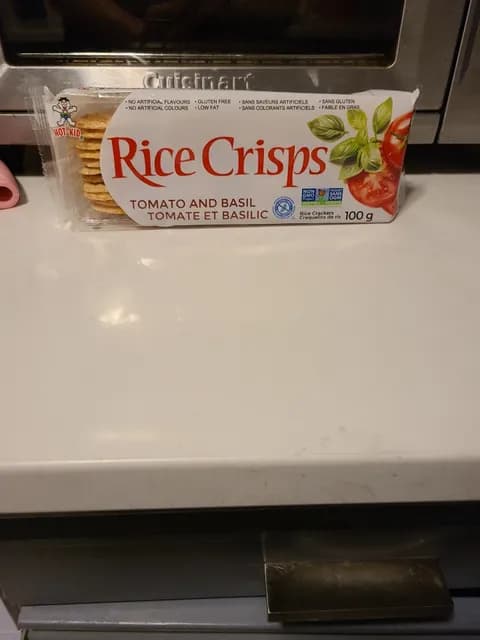 Cuisinart
• NO ARTIFICIAL FLAVOURS • GLUTEN FREE
• NO ARTIFICIAL COLOURS • LOW FAT
• SANS SAVEURS ARTIFICIELS • SANS GLUTEN
• SANS COLORANTS ARTIFICIELS • FAIBLE EN GRAS
HOT KID
Rice Crisps
TOMATO AND BASIL
TOMATE ET BASILIC
Rice Crackers
Craquelins de riz
100 g